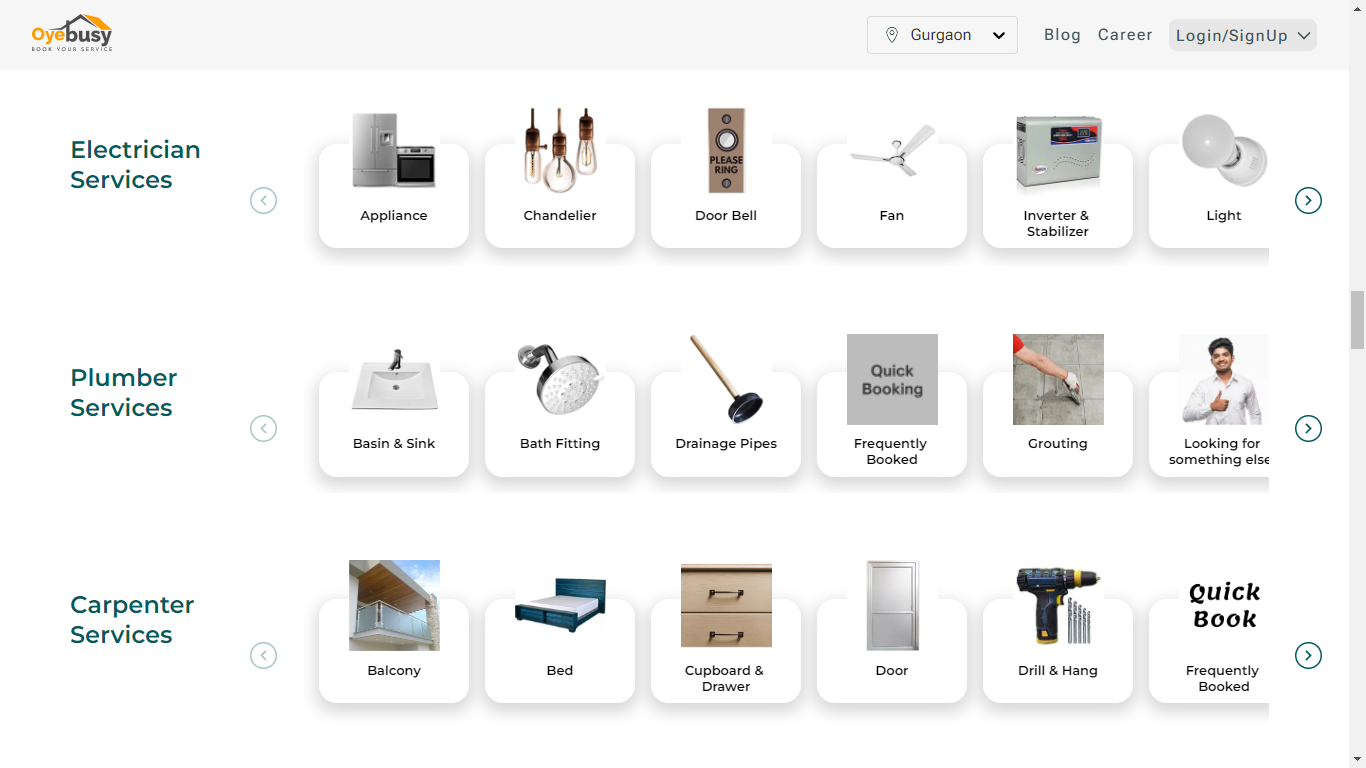 Oyebusy
BOOK YOUR SERVICE
Gurgaon
Blog
Career
Login/SignUp
Electrician
Services
PLEASE
RING
Appliance
Chandelier
Door Bell
Fan
Inverter &
Stabilizer
Light
Plumber
Services
Quick
Booking
Basin & Sink
Bath Fitting
Drainage Pipes
Frequently
Booked
Grouting
Looking for
something else
Carpenter
Services
Quick
Book
Balcony
Bed
Cupboard &
Drawer
Door
Drill & Hang
Frequently
Booked